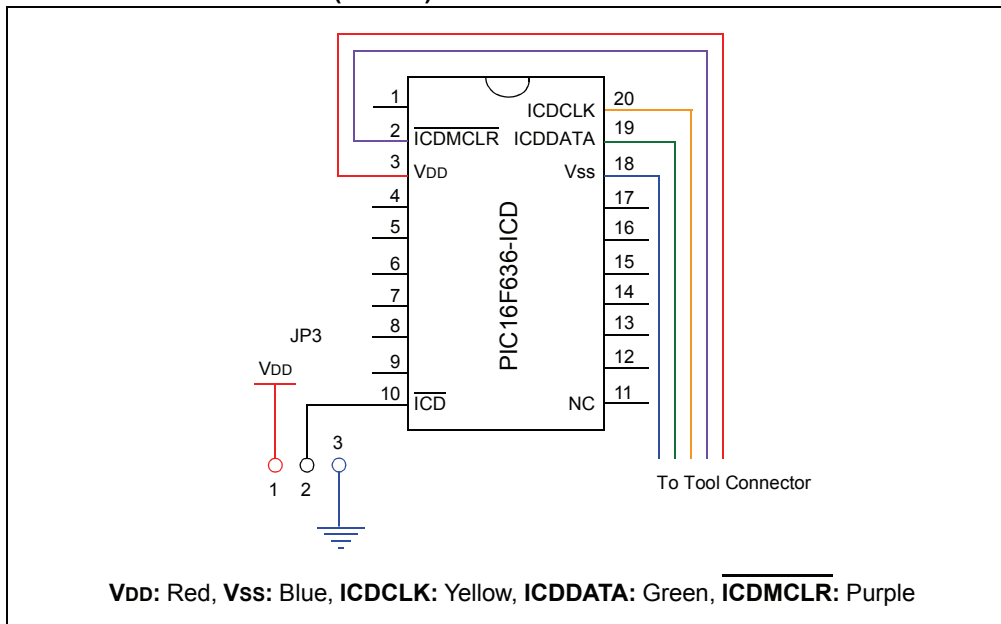 1
2
3
4
5
6
7
8
9
10
ICDMCLR
VDD
ICD
PIC16F636-ICD
ICDCLK
ICDDATA
Vss
NC
20
19
18
17
16
15
14
13
12
11
JP3
VDD
3
1 2
To Tool Connector
VDD: Red, Vss: Blue, ICDCLK: Yellow, ICDDATA: Green, ICDMCLR: Purple